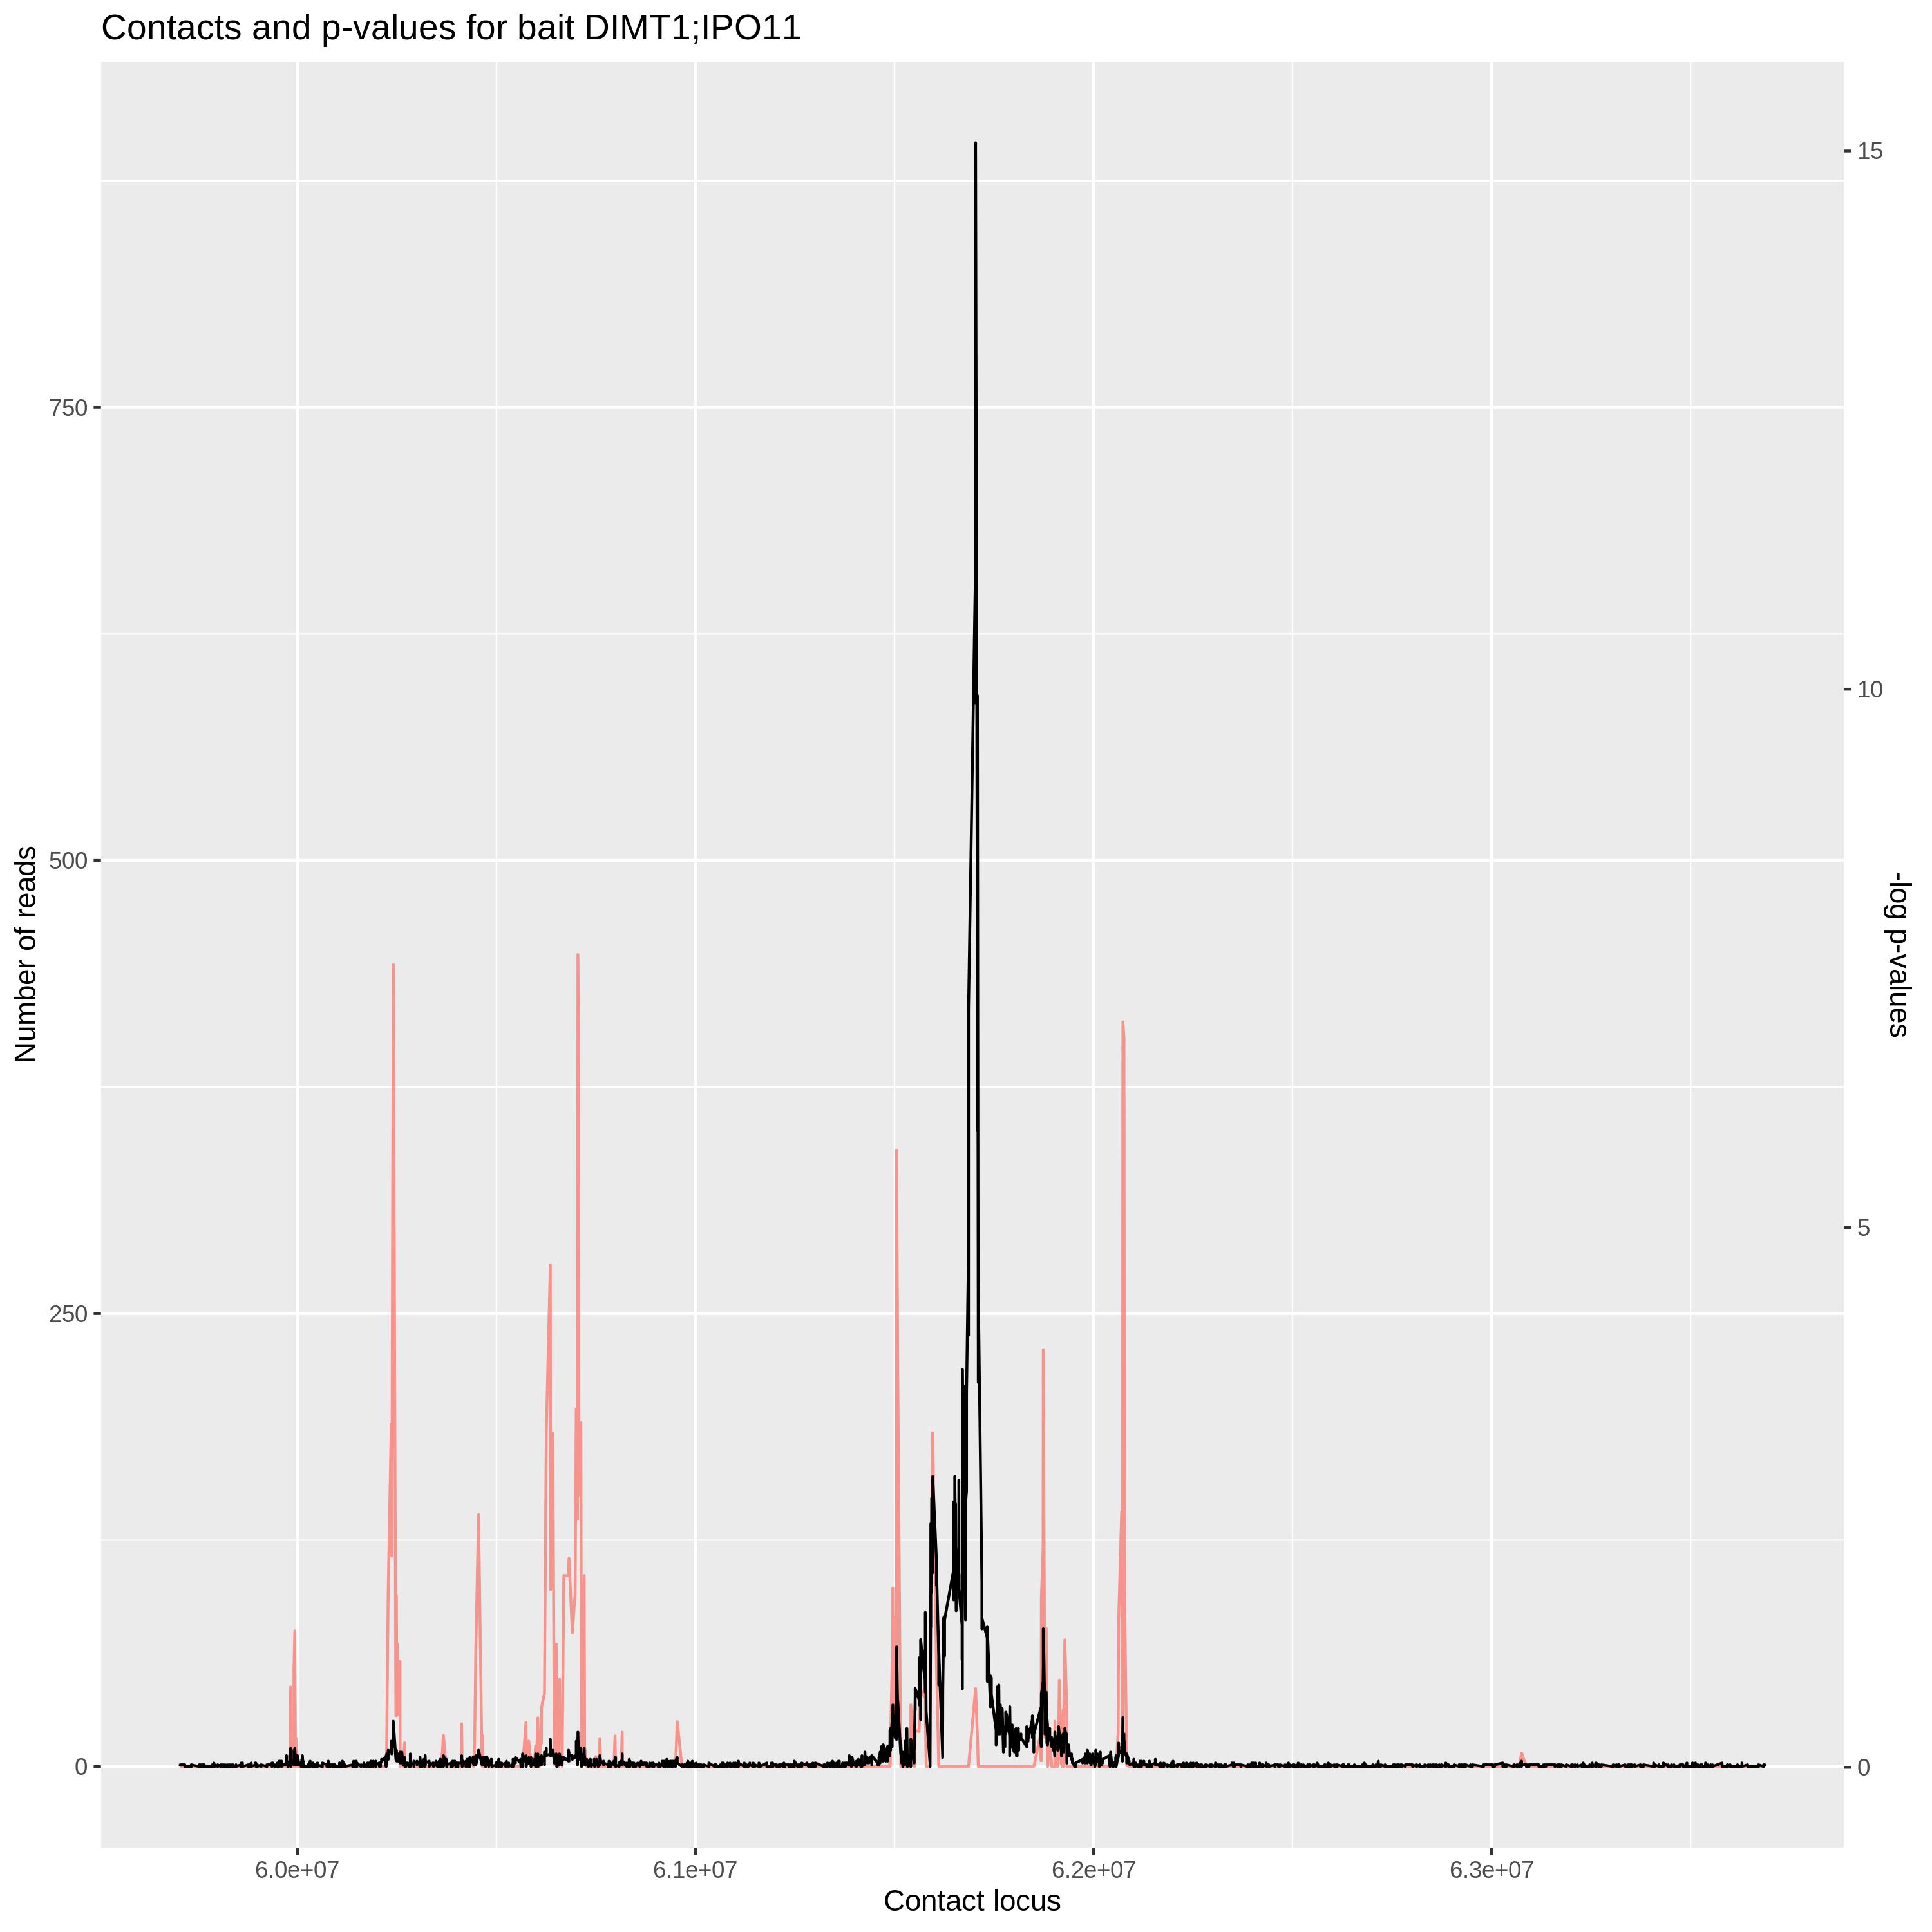 Contacts and p-values for bait DIMT1;IPO11
15
750
10
500
Number of reads
-log p-values
5
250
0
0
6.0e+07
6.1e+07
6.2e+07
6.3e+07
Contact locus